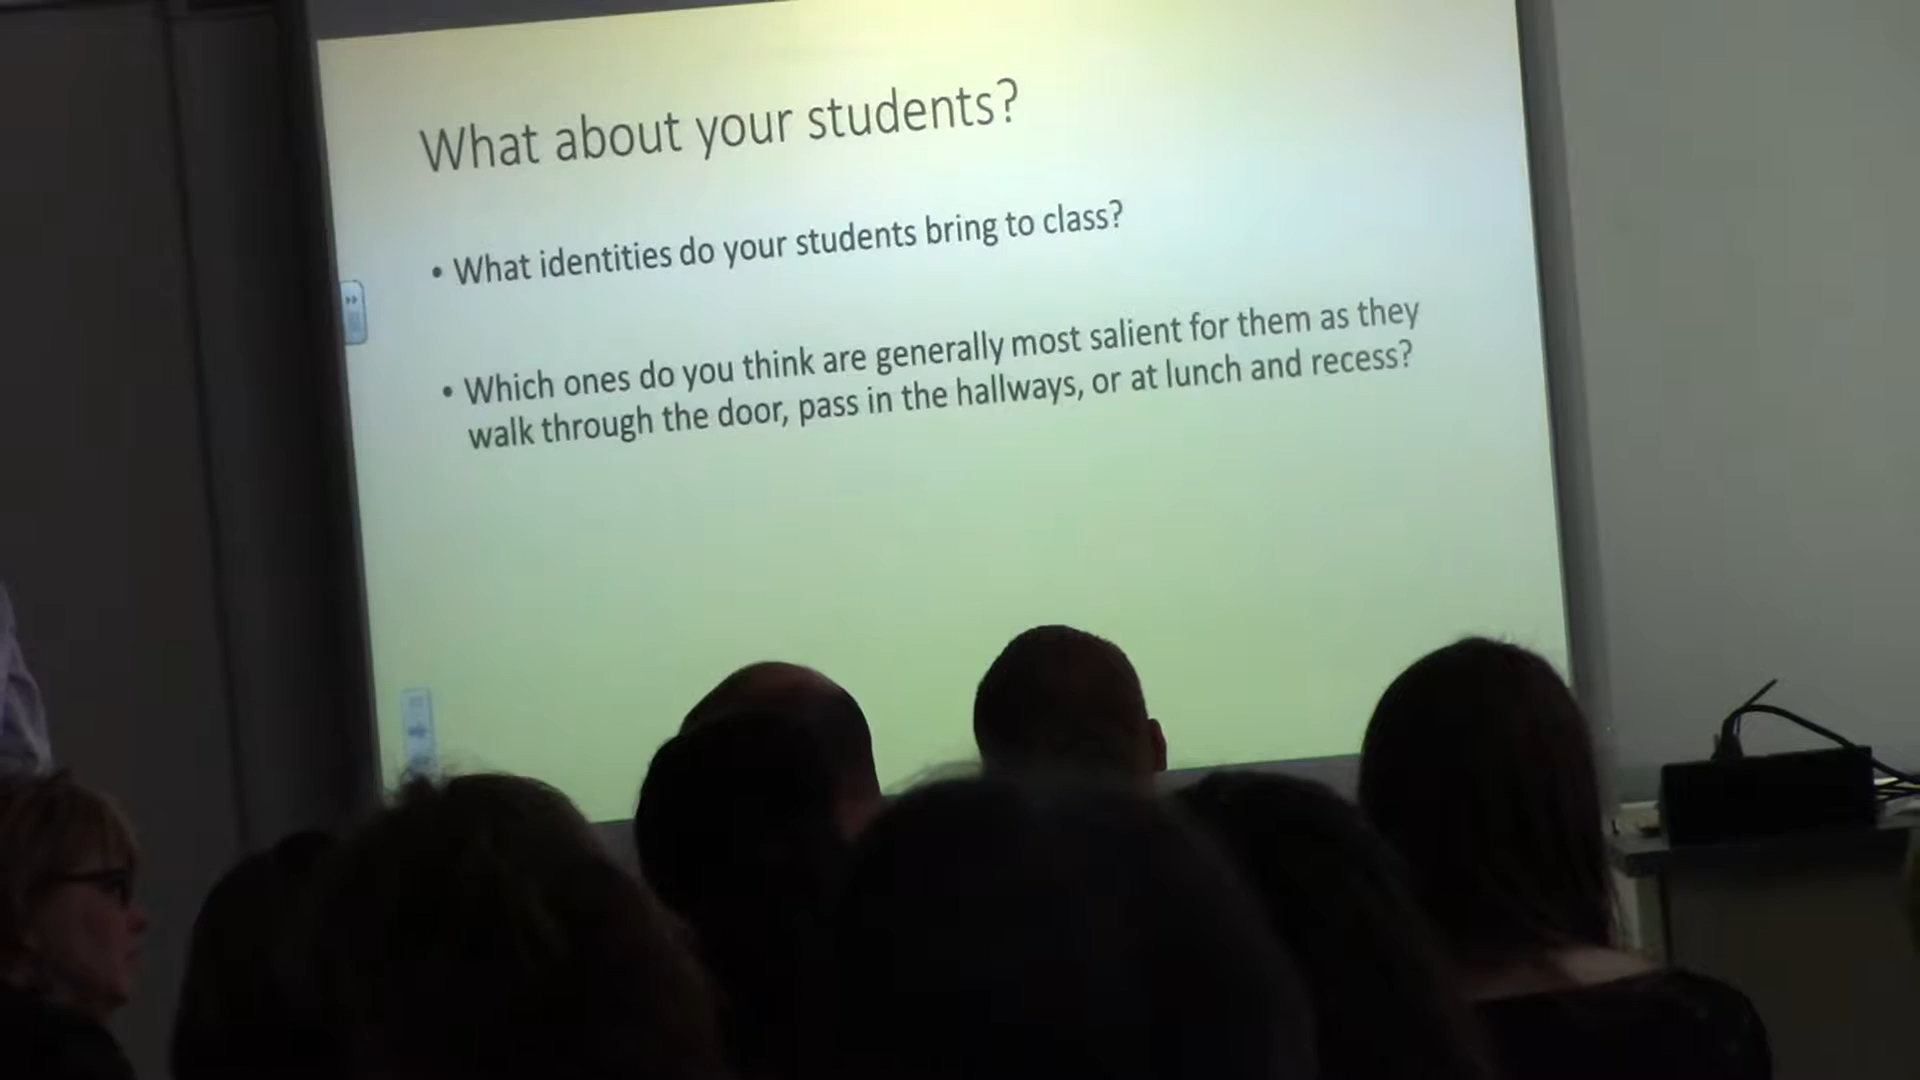 What about your students?
• What identities do your students bring to class?
• Which ones do you think are generally most salient for them as they
walk through the door, pass in the hallways, or at lunch and recess?